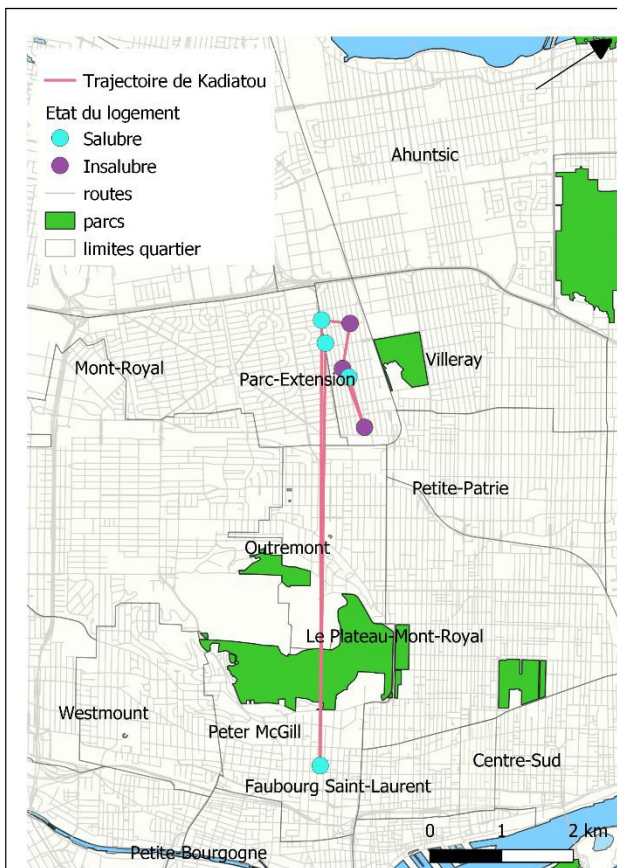 Trajectoire de Kadiatou
Etat du logement
Salubre
Insalubre
routes
parcs
limites quartier
Ahuntsic
Mont-Royal
Villeray
Parc-Extension
Petite-Patrie
Outremont
Le Plateau-Mont-Royal
Westmount
Peter McGill
Centre-Sud
Faubourg Saint-Laurent
Petite-Bourgogne
0 1 2 km